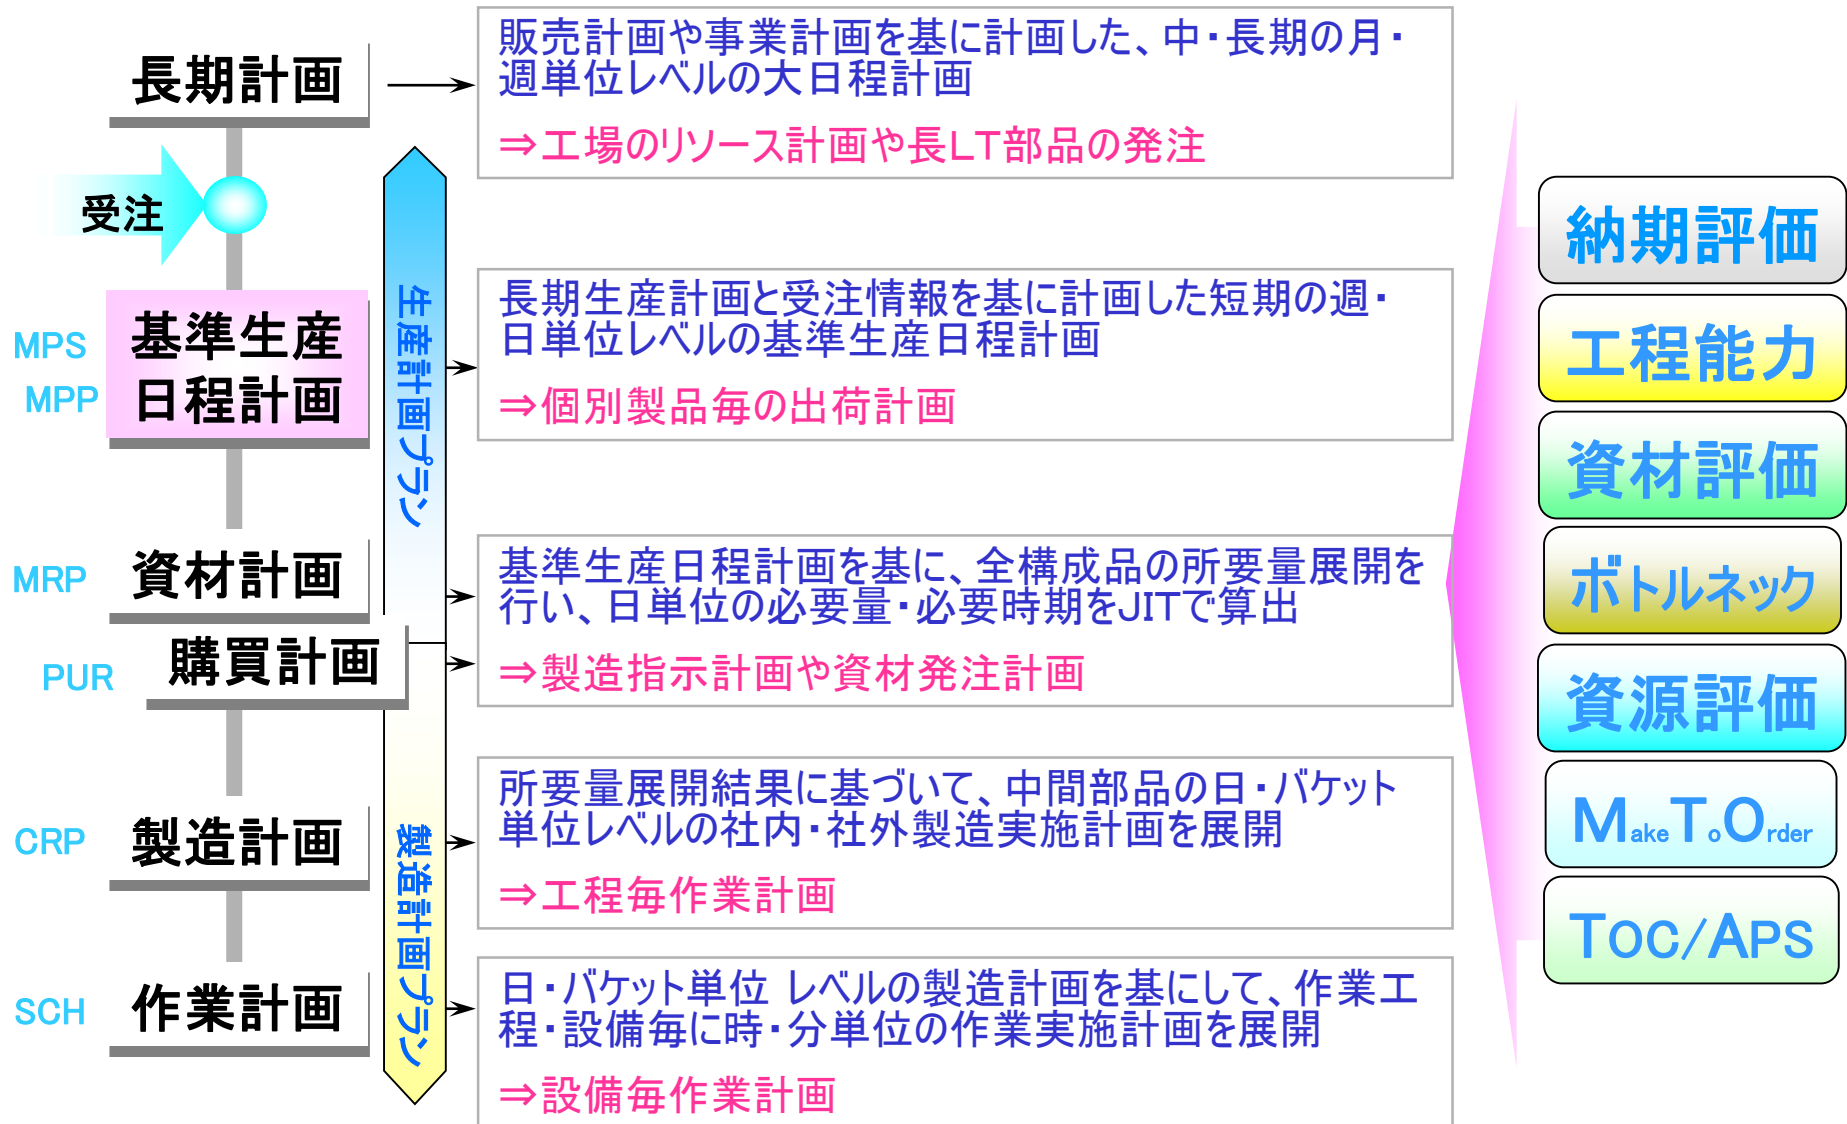 長期計画
販売計画や事業計画を基に計画した、中・長期の月・
週単位レベルの大日程計画
⇒工場のリソース計画や長LT部品の発注
受注
MPS
MPP
基準生産
日程計画
長期生産計画と受注情報を基に計画した短期の週・
日単位レベルの基準生産日程計画
⇒個別製品毎の出荷計画
生産計画プラン
MRP
資材計画
PUR
購買計画
基準生産日程計画を基に、全構成品の所要量展開を
行い、日単位の必要量・必要時期をJITで算出
⇒製造指示計画や資材発注計画
CRP
製造計画
所要量展開結果に基づいて、中間部品の日・バケット
単位レベルの社内・社外製造実施計画を展開
⇒工程毎作業計画
製造計画プラン
SCH
作業計画
日・バケット単位 レベルの製造計画を基にして、作業工
程・設備毎に時・分単位の作業実施計画を展開
⇒設備毎作業計画
納期評価
工程能力
資材評価
ボトルネック
資源評価
Make To Order
TOC/APS